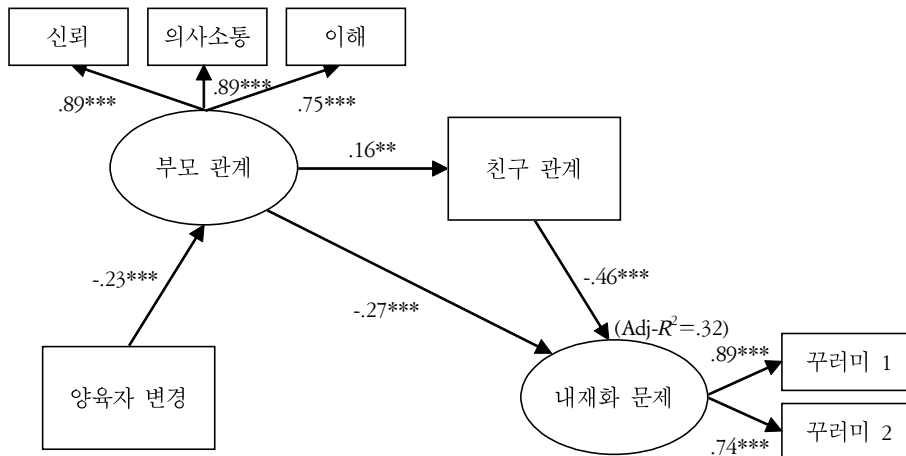 신뢰
의사소통
이해
.89***
.89***
.75***
부모 관계
.16**
친구 관계
-.23***
-.27***
-.46***
(Adj-R²=.32)
양육자 변경
내재화 문제
.89***
꾸러미 1
.74***
꾸러미 2